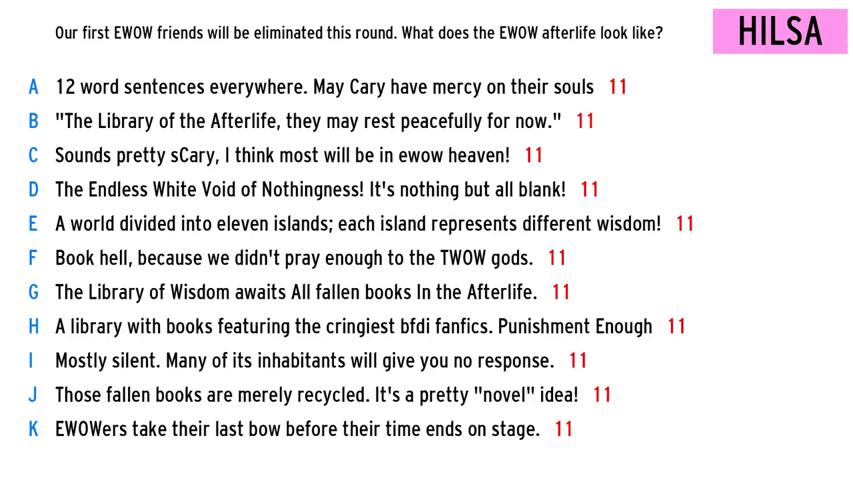 Our first EWOW friends will be eliminated this round. What does the EWOW afterlife look like?
HILSA
A 12 word sentences everywhere. May Cary have mercy on their souls 11
B "The Library of the Afterlife, they may rest peacefully for now." 11
C Sounds pretty sCary, I think most will be in ewow heaven! 11
D The Endless White Void of Nothingness! It's nothing but all blank! 11
E A world divided into eleven islands; each island represents different wisdom! 11
F Book hell, because we didn't pray enough to the TWOW gods. 11
G The Library of Wisdom awaits All fallen books In the Afterlife. 11
H A library with books featuring the cringiest bfdi fanfics. Punishment Enough 11
I Mostly silent. Many of its inhabitants will give you no response. 11
J Those fallen books are merely recycled. It's a pretty "novel" idea! 11
K EWOWers take their last bow before their time ends on stage. 11